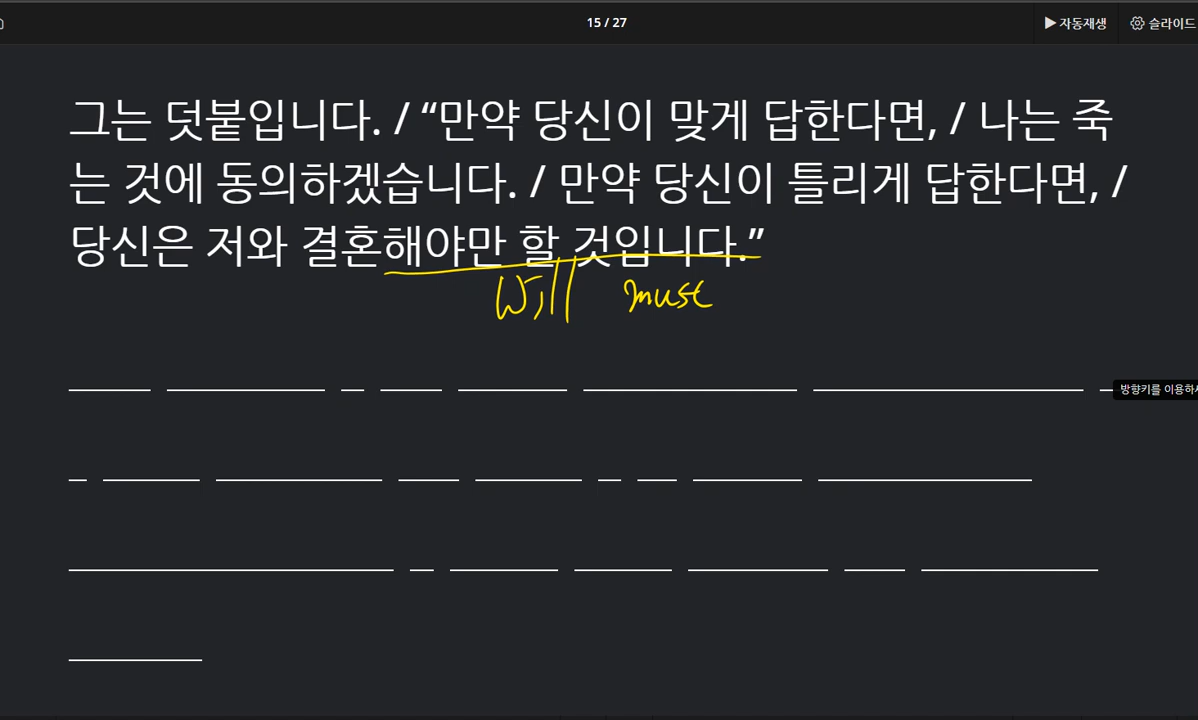 15 / 27
▶ 자동재생
슬라이드
그는 덧붙입니다. / “만약 당신이 맞게 답한다면, / 나는 죽
는 것에 동의하겠습니다. / 만약 당신이 틀리게 답한다면, /
당신은 저와 결혼해야만 할 것입니다.”
Will must
방향키를 이용하